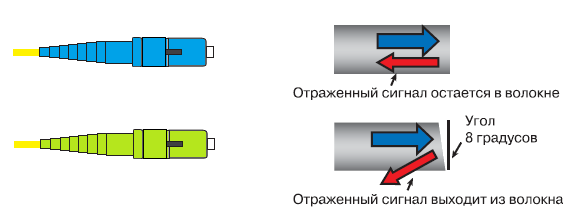 Отраженный сигнал остается в волокне
Угол
8 градусов
Отраженный сигнал выходит из волокна